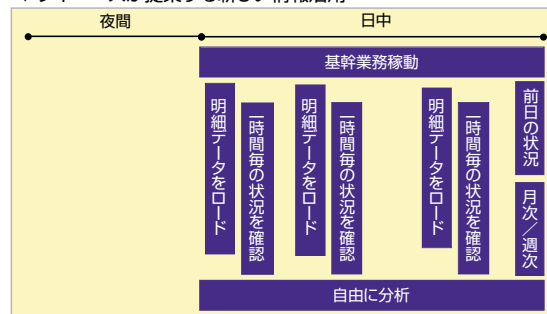 夜間
日中
基幹業務稼動
明細データをロード
一時間毎の状況を確認
明細データをロード
一時間毎の状況を確認
明細データをロード
一時間毎の状況を確認
前日の状況
月次／週次
自由に分析